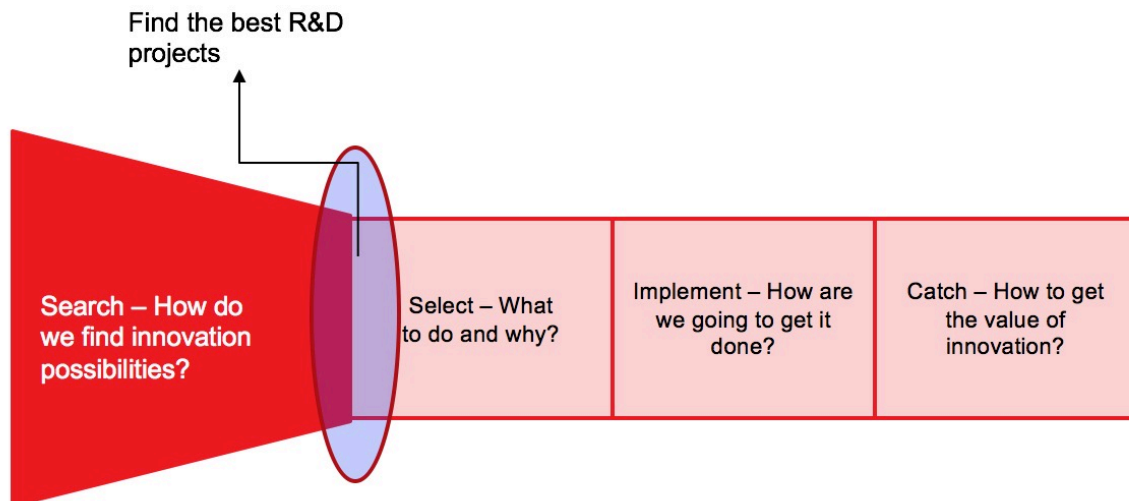 Find the best R&D
projects
Search – How do
we find innovation
possibilities?
Select – What
to do and why?
Implement – How are
we going to get it
done?
Catch – How to get
the value of
innovation?